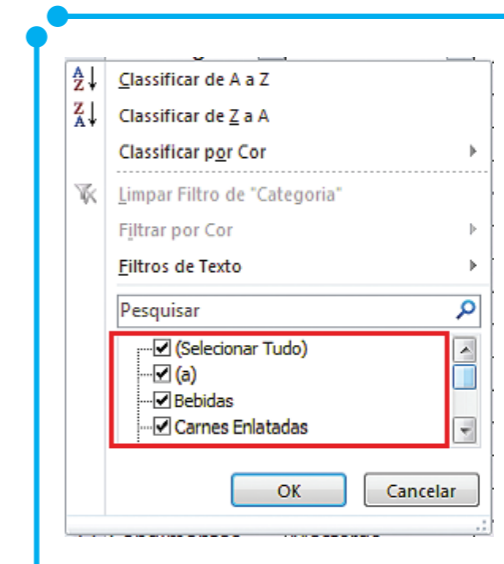 Classificar de A a Z
Classificar de Z a A
Classificar por Cor
Limpar Filtro de "Categoria"
Filtrar por Cor
Filtros de Texto
Pesquisar
(Selecionar Tudo)
(a)
Bebidas
Carnes Enlatadas
OK Cancelar